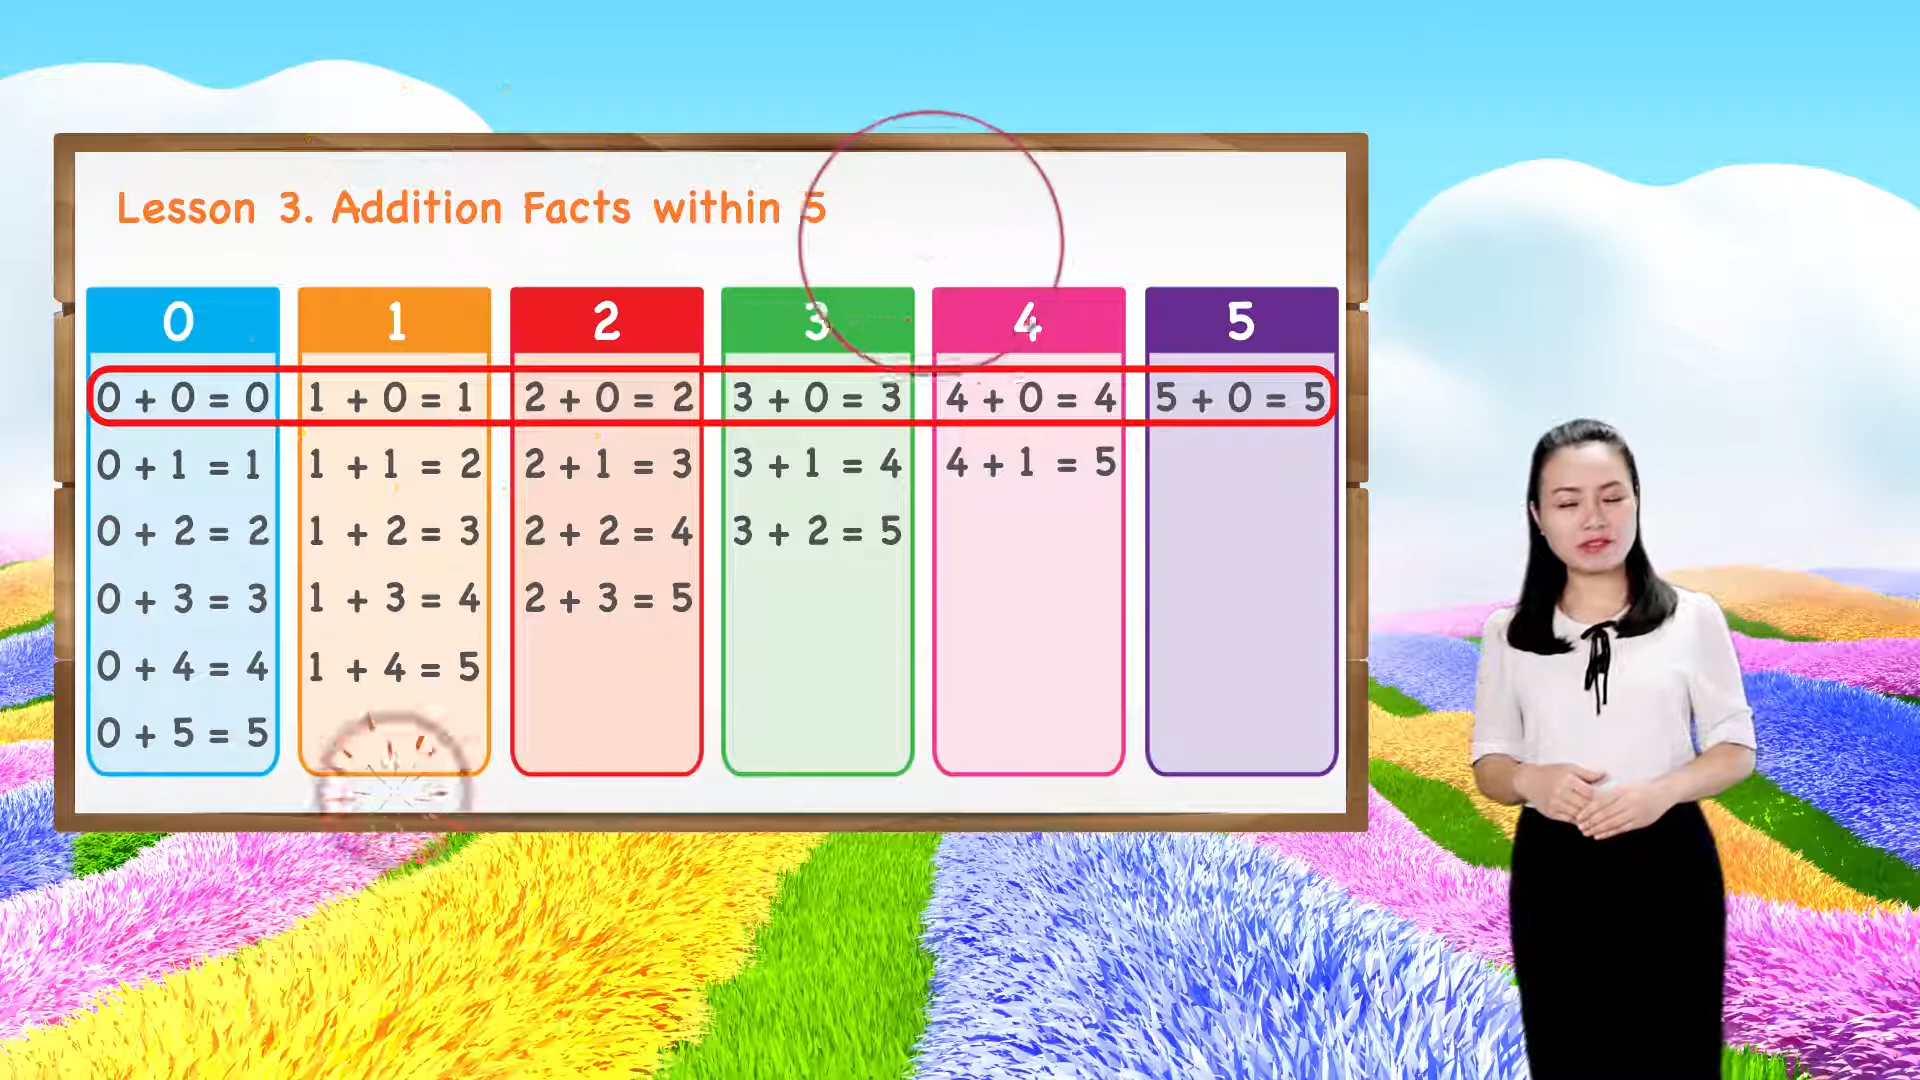 Lesson 3. Addition Facts within 5
0 1 2 3 4 5
0 + 0 = 0 1 + 0 = 1 2 + 0 = 2 3 + 0 = 3 4 + 0 = 4 5 + 0 = 5
0 + 1 = 1 1 + 1 = 2 2 + 1 = 3 3 + 1 = 4 4 + 1 = 5
0 + 2 = 2 1 + 2 = 3 2 + 2 = 4 3 + 2 = 5
0 + 3 = 3 1 + 3 = 4 2 + 3 = 5
0 + 4 = 4 1 + 4 = 5
0 + 5 = 5